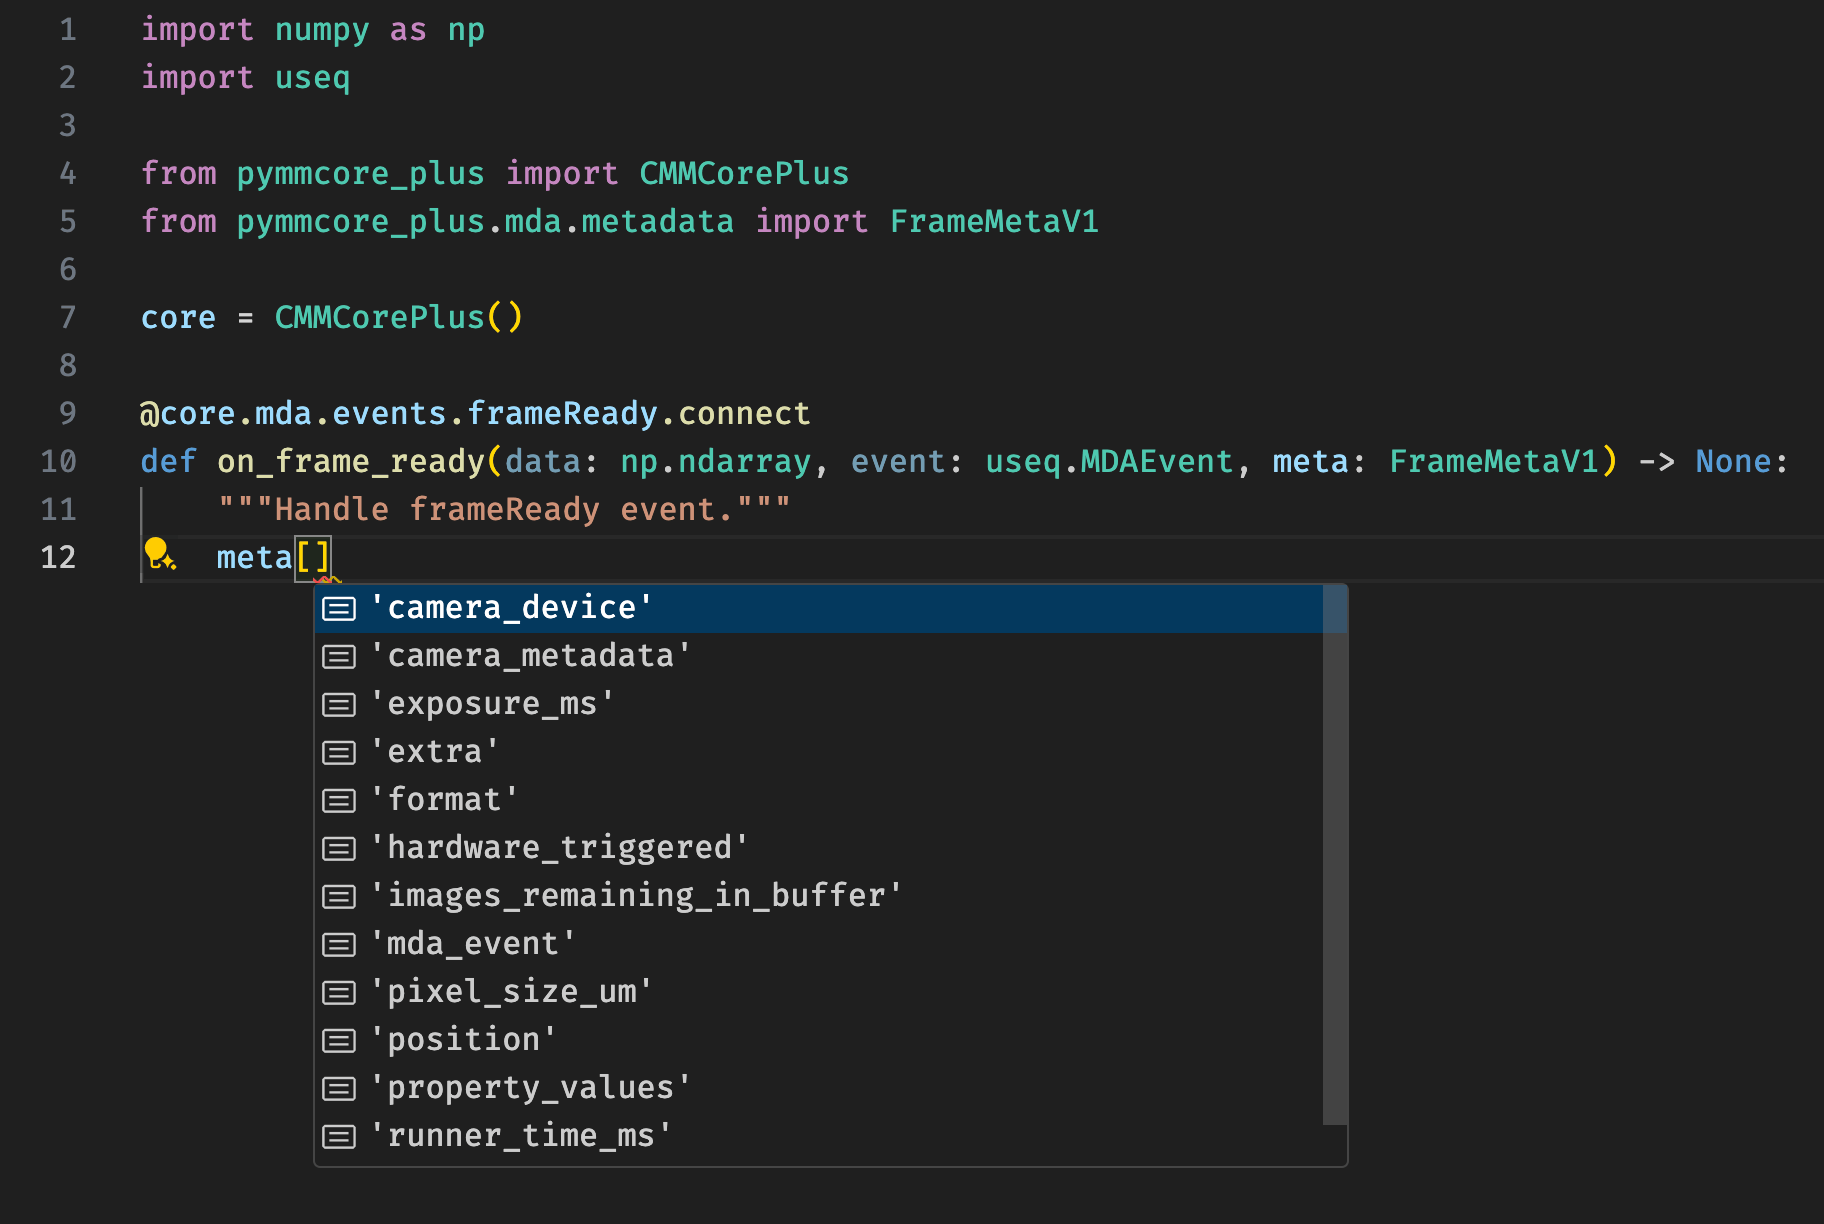 1 import numpy as np
2 import useq
3
4 from pymmcore_plus import CMMCorePlus
5 from pymmcore_plus.mda.metadata import FrameMetaV1
6
7 core = CMMCorePlus()
8
9 @core.mda.events.frameReady.connect
10 def on_frame_ready(data: np.ndarray, event: useq.MDAEvent, meta: FrameMetaV1) -> None:
11     """Handle frameReady event."""
12     meta[]
'camera_device'
'camera_metadata'
'exposure_ms'
'extra'
'format'
'hardware_triggered'
'images_remaining_in_buffer'
'mda_event'
'pixel_size_um'
'position'
'property_values'
'runner_time_ms'